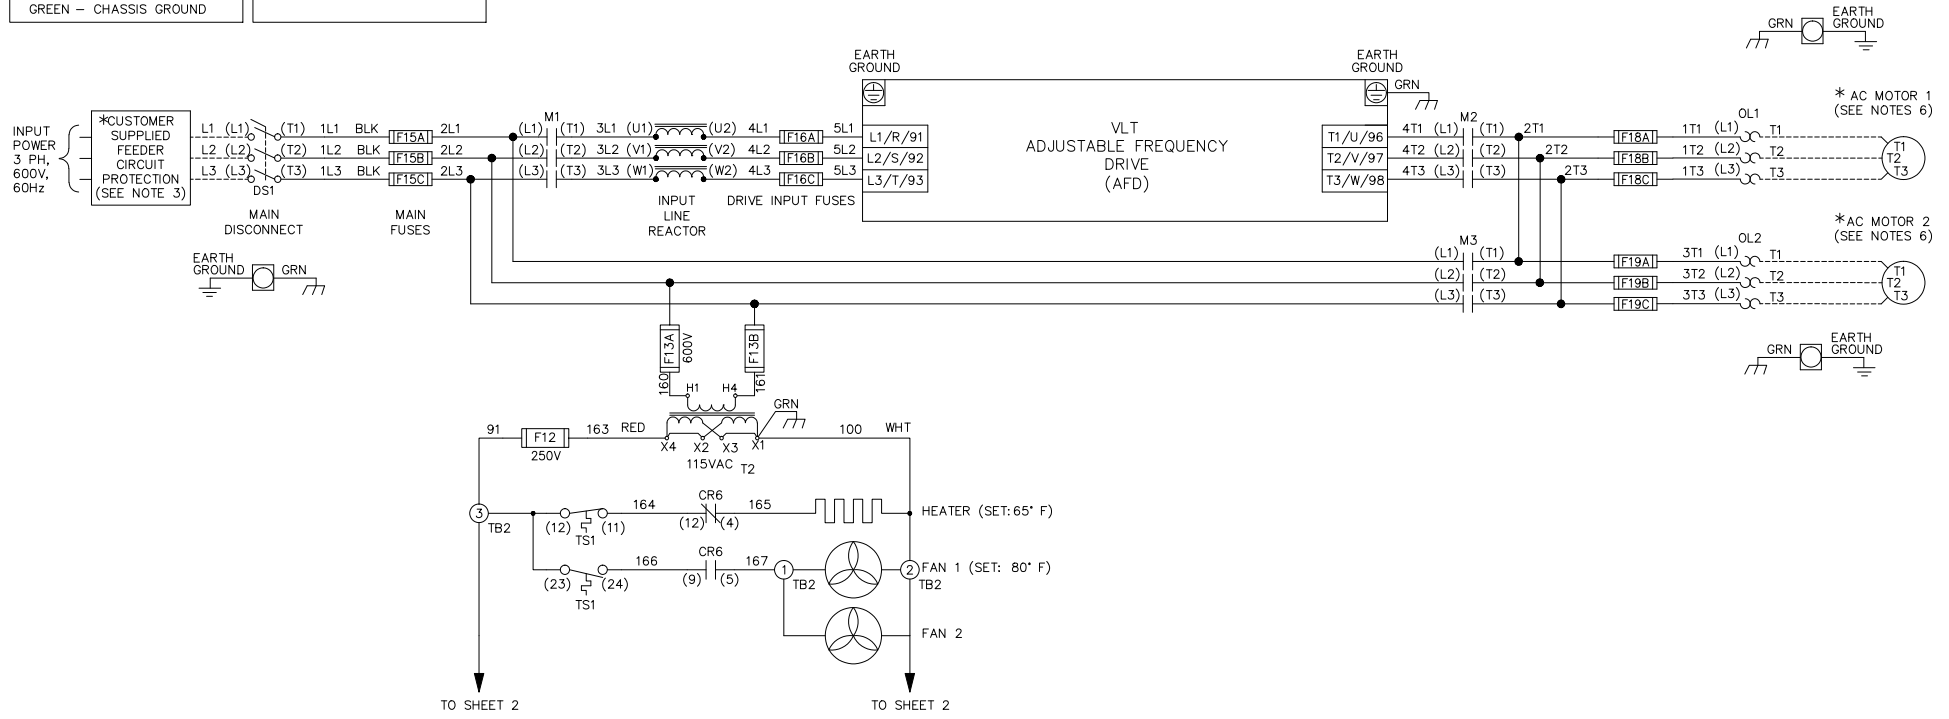 GREEN – CHASSIS GROUND
GRN
EARTH
GROUND
EARTH
GROUND
EARTH
GROUND
GRN
INPUT
POWER
3 PH,
600V,
60Hz
*CUSTOMER
SUPPLIED
FEEDER
CIRCUIT
PROTECTION
(SEE NOTE 3)
L1 (L1) (T1) 1L1 BLK F15A 2L1 (L1) M1 (T1) 3L1 (U1) (U2) 4L1 F16A 5L1 L1/R/91
L2 (L2) (T2) 1L2 BLK F15B 2L2 (L2) (T2) 3L2 (V1) (V2) 4L2 F16B 5L2 L2/S/92
L3 (L3) (T3) 1L3 BLK F15C 2L3 (L3) (T3) 3L3 (W1) (W2) 4L3 F16C 5L3 L3/T/93
DS1
MAIN
DISCONNECT
MAIN
FUSES
INPUT
LINE
REACTOR
DRIVE INPUT FUSES
VLT
ADJUSTABLE FREQUENCY
DRIVE
(AFD)
* AC MOTOR 1
(SEE NOTES 6)
T1/U/96 4T1 (L1) M2 (T1) 2T1 F18A 1T1 (L1) OL1 T1 T1
T2/V/97 4T2 (L2) (T2) 2T2 F18B 1T2 (L2) T2 T2
T3/W/98 4T3 (L3) (T3) 2T3 F18C 1T3 (L3) T3 T3
*AC MOTOR 2
(SEE NOTES 6)
(L1) M3 (T1) F19A 3T1 (L1) OL2 T1 T1
(L2) (T2) F19B 3T2 (L2) T2 T2
(L3) (T3) F19C 3T3 (L3) T3 T3
EARTH
GROUND
GRN
GRN
EARTH
GROUND
F13A
600V
F13B
160
161
H1 H4
GRN
91 F12 163 RED
250V
X4 X2 X3 X1
100 WHT
115VAC T2
3
TB2
(12) (11)
TS1
164
CR6
(12) (4)
165
HEATER (SET:65° F)
(23) (24)
TS1
166
CR6
(9) (5)
167
1
TB2
2
TB2
FAN 1 (SET: 80° F)
FAN 2
TO SHEET 2
TO SHEET 2